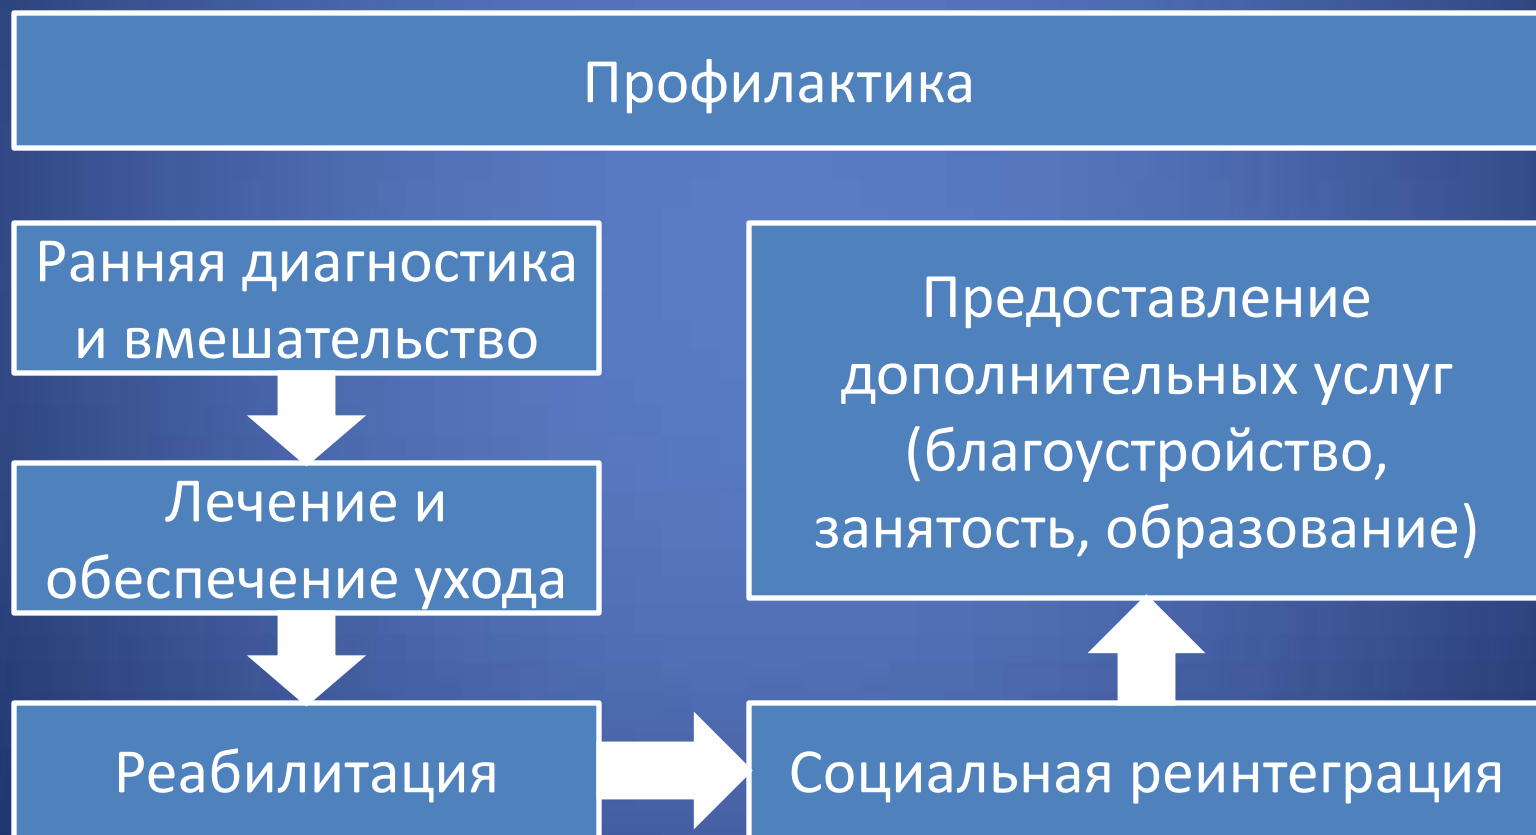 Профилактика
Ранняя диагностика
и вмешательство
Лечение и
обеспечение ухода
Реабилитация
Социальная реинтеграция
Предоставление
дополнительных услуг
(благоустройство,
занятость, образование)